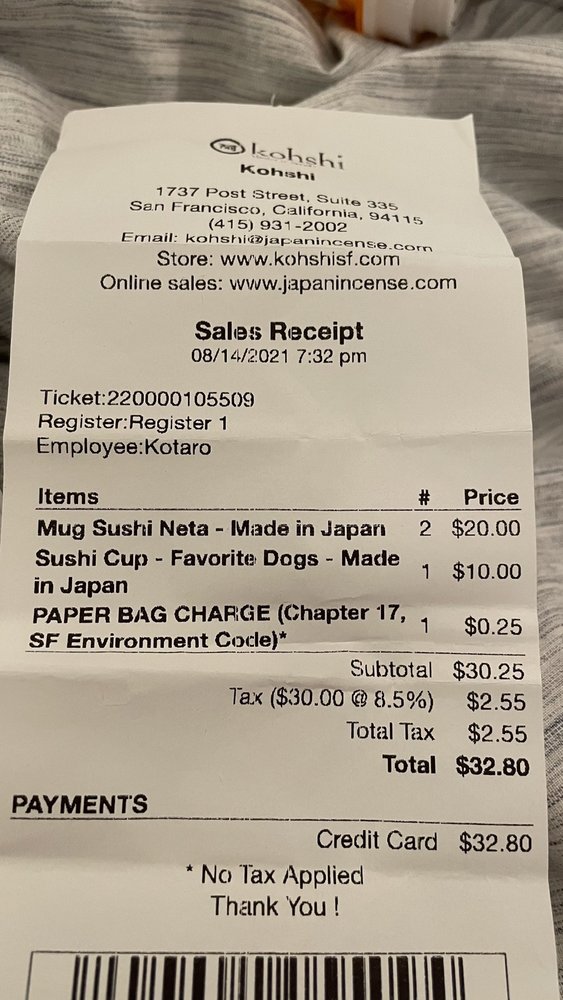 kohshi
Kohshi
1737 Post Street, Suite 335
San Francisco, California, 94115
(415) 931-2002
Email: kohshi@japanincense.com
Store: www.kohshisf.com
Online sales: www.japanincense.com
Sales Receipt
08/14/2021 7:32 pm
Ticket:220000105509
Register:Register 1
Employee:Kotaro
Items # Price
Mug Sushi Neta - Made in Japan 2 $20.00
Sushi Cup - Favorite Dogs - Made
in Japan 1 $10.00
PAPER BAG CHARGE (Chapter 17,
SF Environment Code)* 1 $0.25
Subtotal $30.25
Tax ($30.00 @ 8.5%) $2.55
Total Tax $2.55
Total $32.80
PAYMENTS
Credit Card $32.80
* No Tax Applied
Thank You !